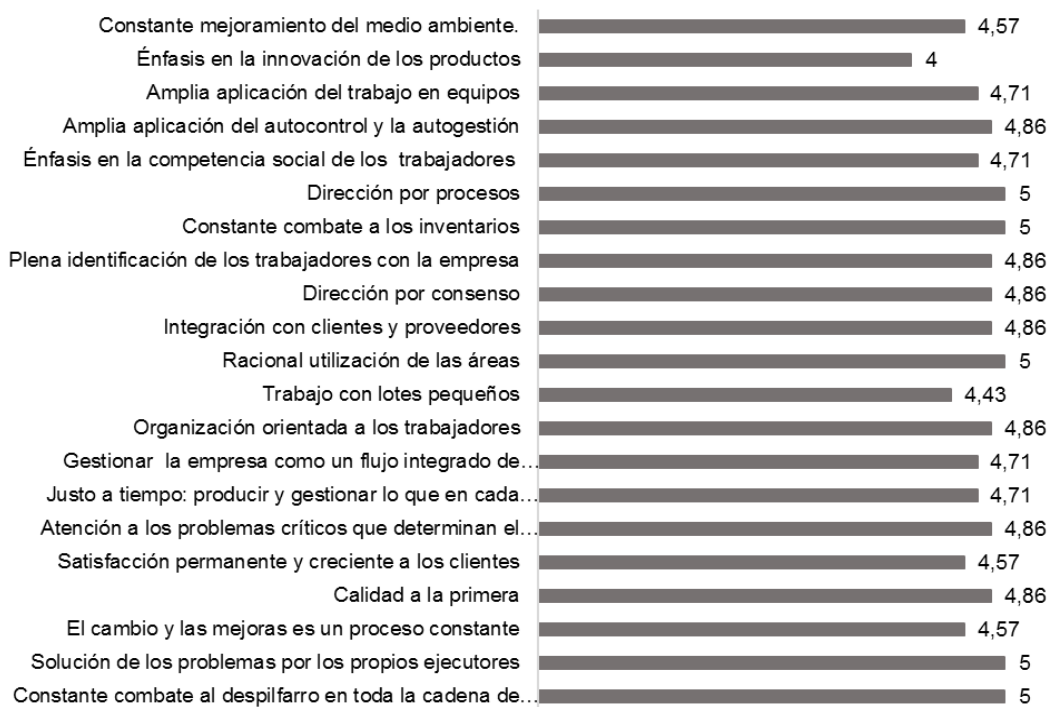 Constante mejoramiento del medio ambiente. 4,57
Énfasis en la innovación de los productos 4
Amplia aplicación del trabajo en equipos 4,71
Amplia aplicación del autocontrol y la autogestión 4,86
Énfasis en la competencia social de los trabajadores 4,71
Dirección por procesos 5
Constante combate a los inventarios 5
Plena identificación de los trabajadores con la empresa 4,86
Dirección por consenso 4,86
Integración con clientes y proveedores 4,86
Racional utilización de las áreas 5
Trabajo con lotes pequeños 4,43
Organización orientada a los trabajadores 4,86
Gestionar la empresa como un flujo integrado de… 4,71
Justo a tiempo: producir y gestionar lo que en cada… 4,71
Atención a los problemas críticos que determinan el… 4,86
Satisfacción permanente y creciente a los clientes 4,57
Calidad a la primera 4,86
El cambio y las mejoras es un proceso constante 4,57
Solución de los problemas por los propios ejecutores 5
Constante combate al despilfarro en toda la cadena de… 5